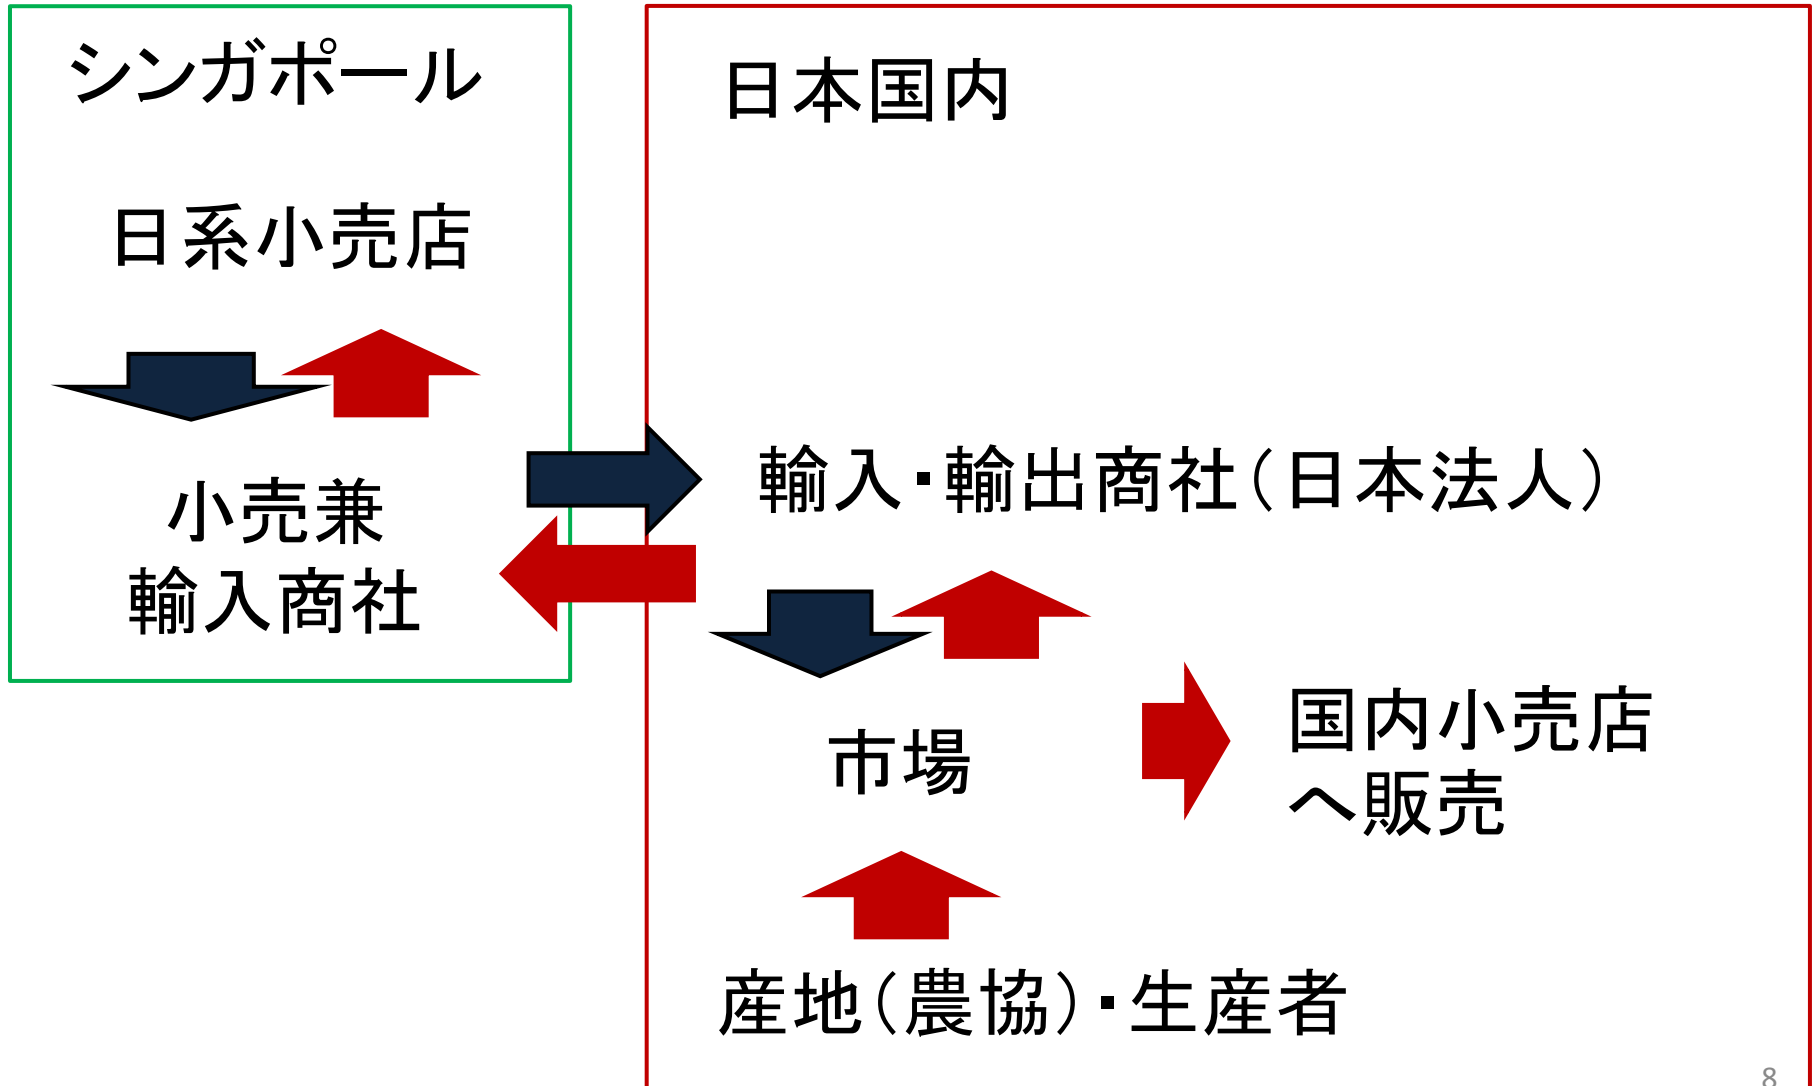 シンガポール
日系小売店
小売兼
輸入商社
日本国内
輸入・輸出商社（日本法人）
市場
国内小売店
へ販売
産地（農協）・生産者
8